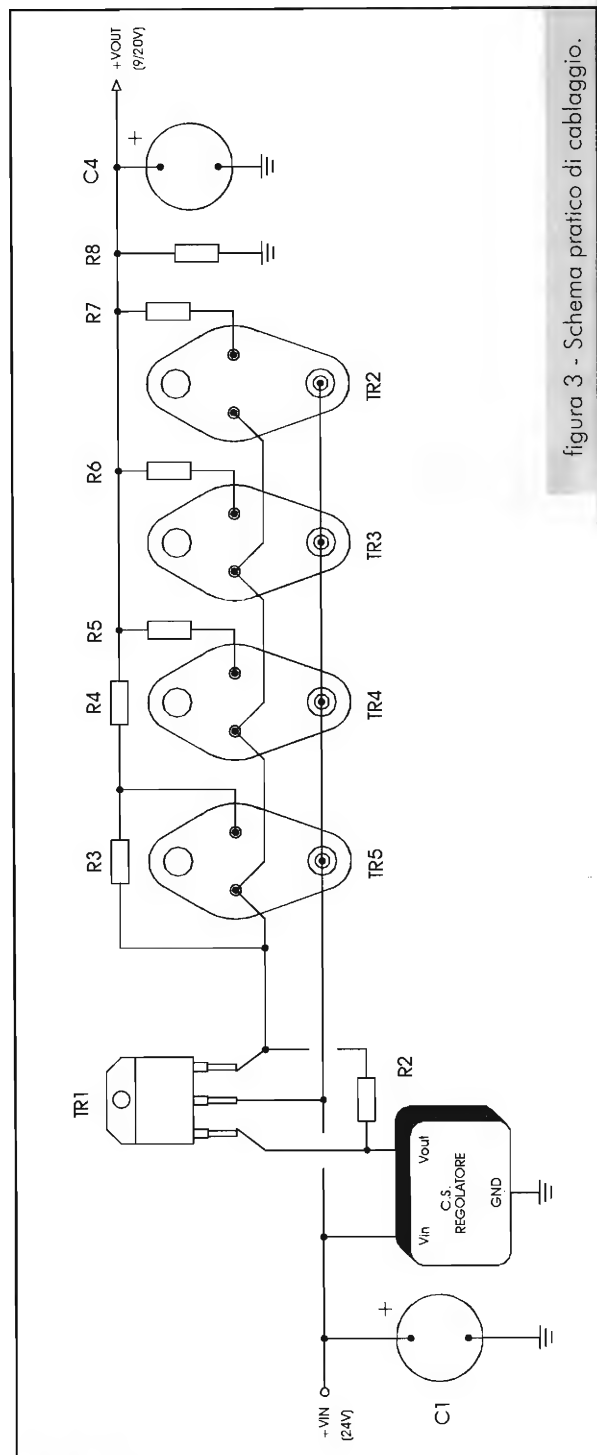 +VOUT
(9/20V)
C4
R8
R7
R6
R5
R4
R3
TR2
TR3
TR4
TR5
TR1
R2
Vin
Vout
C.S.
REGOLATORE
GND
+
+
C1
+VIN
(24V)
figura 3 - Schema pratico di cablaggio.